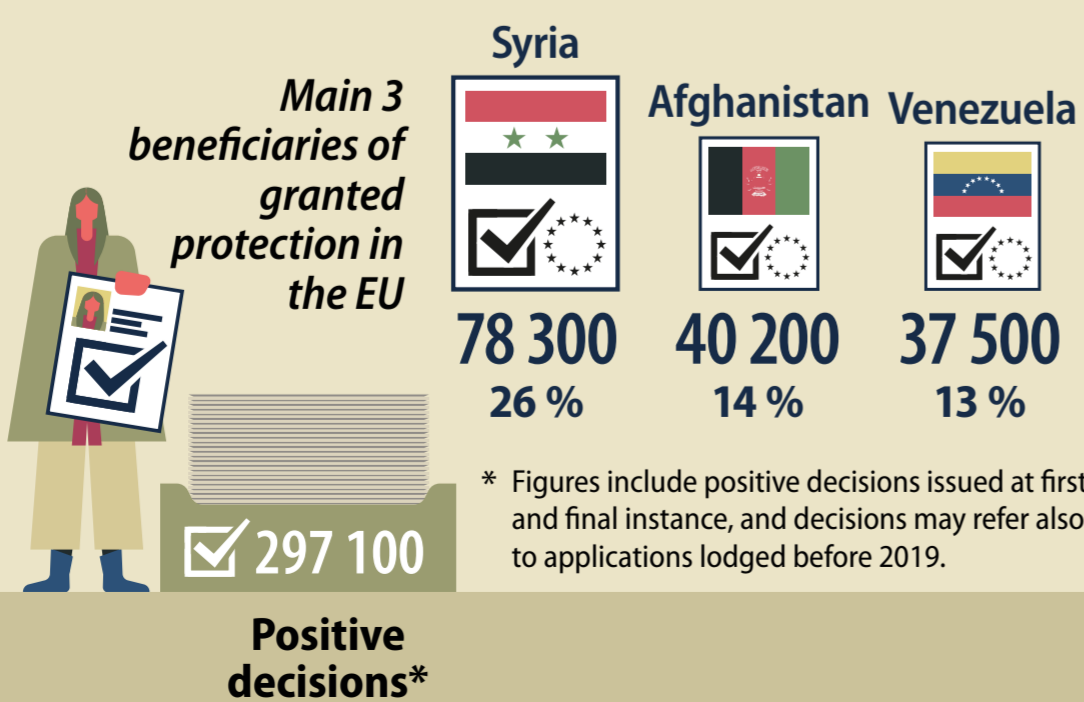 Main 3
beneficiaries of
granted
protection in
the EU
Syria
78 300
26 %
Afghanistan
40 200
14 %
Venezuela
37 500
13 %
* Figures include positive decisions issued at first
and final instance, and decisions may refer also
to applications lodged before 2019.
297 100
Positive
decisions*